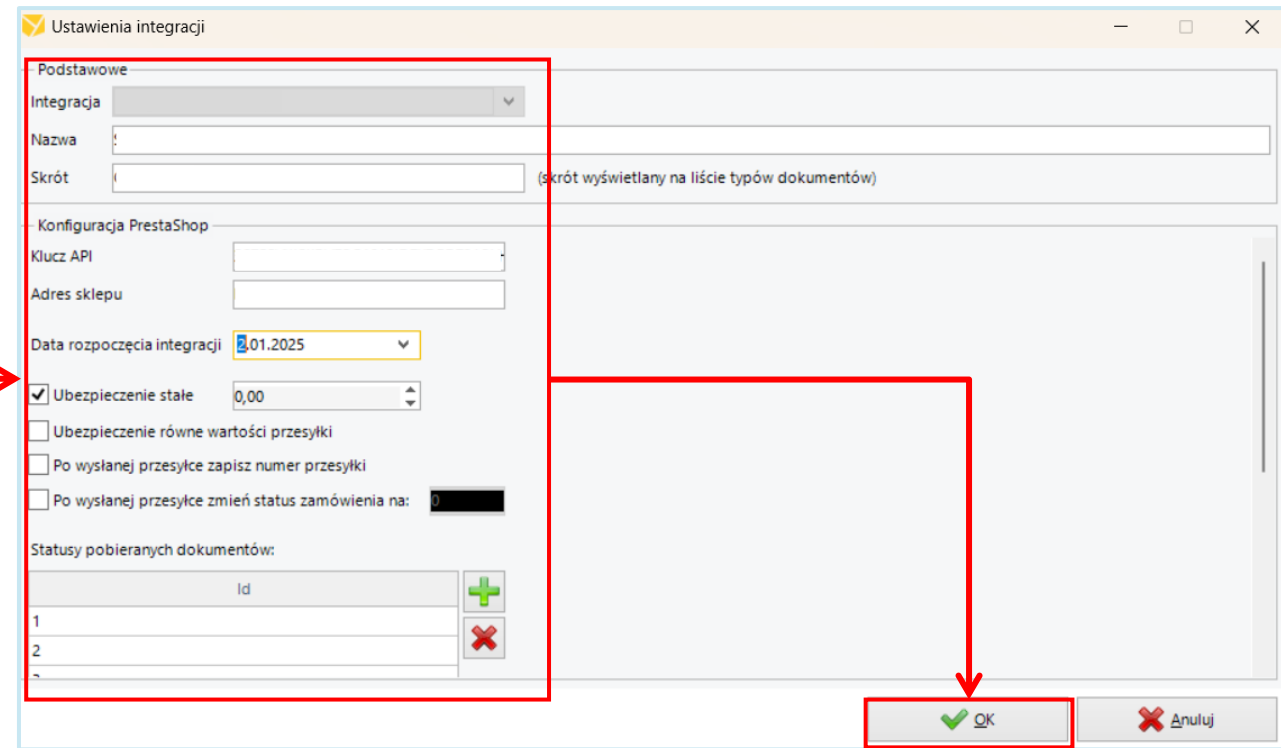 Ustawienia integracji
Podstawowe
Integracja
Nazwa
Skrót (skrót wyświetlany na liście typów dokumentów)
Konfiguracja PrestaShop
Klucz API
Adres sklepu
Data rozpoczęcia integracji 2.01.2025
Ubezpieczenie stałe 0,00
Ubezpieczenie równe wartości przesyłki
Po wysłanej przesyłce zapisz numer przesyłki
Po wysłanej przesyłce zmień status zamówienia na: 0
Statusy pobieranych dokumentów:
Id
1
2
OK Anuluj